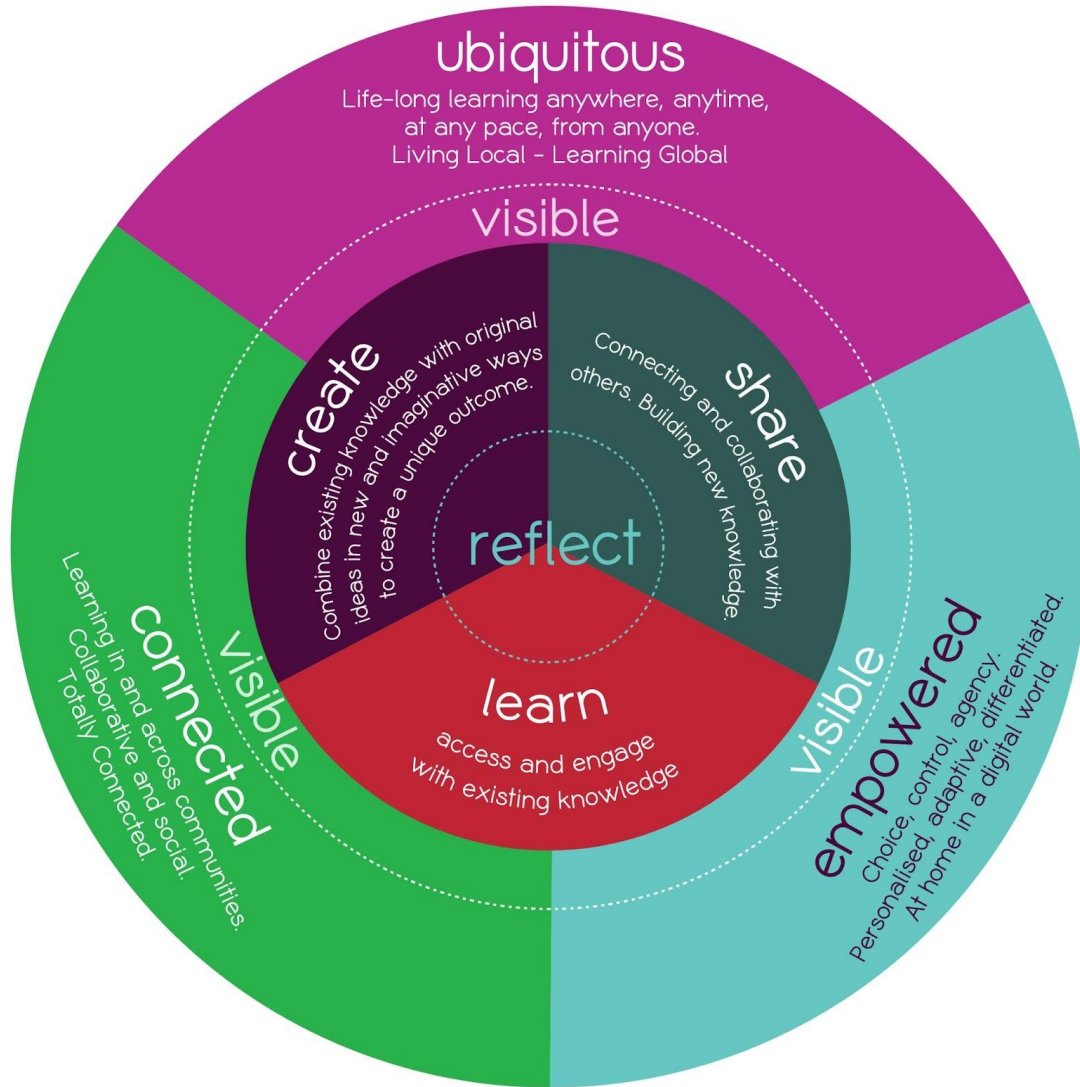 ubiquitous
Life-long learning anywhere, anytime,
at any pace, from anyone.
Living Local - Learning Global
visible
create
Combine existing knowledge with original
ideas in new and imaginative ways
to create a unique outcome.
share
Connecting and collaborating with
others. Building new knowledge.
reflect
learn
access and engage
with existing knowledge
visible
connected
Learning in and across communities.
Collaborative and social.
Totally Connected.
visible
empowered
Choice, control, agency.
Personalised, adaptive, differentiated.
At home in a digital world.